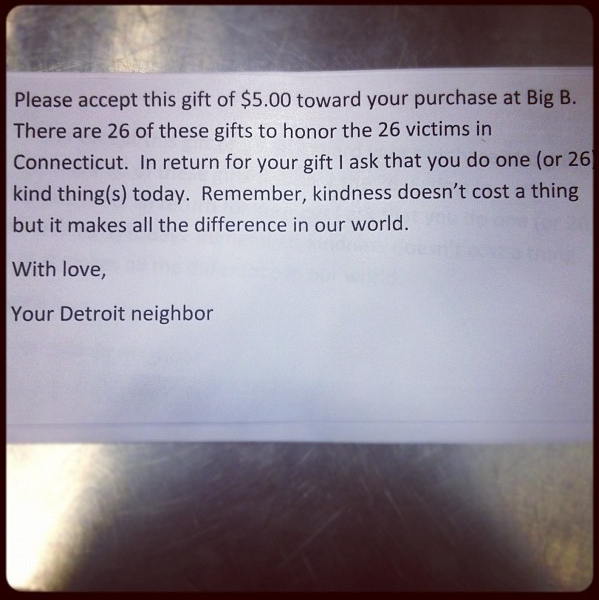 Please accept this gift of $5.00 toward your purchase at Big B.
There are 26 of these gifts to honor the 26 victims in
Connecticut.  In return for your gift I ask that you do one (or 26)
kind thing(s) today.  Remember, kindness doesn't cost a thing
but it makes all the difference in our world.
With love,
Your Detroit neighbor